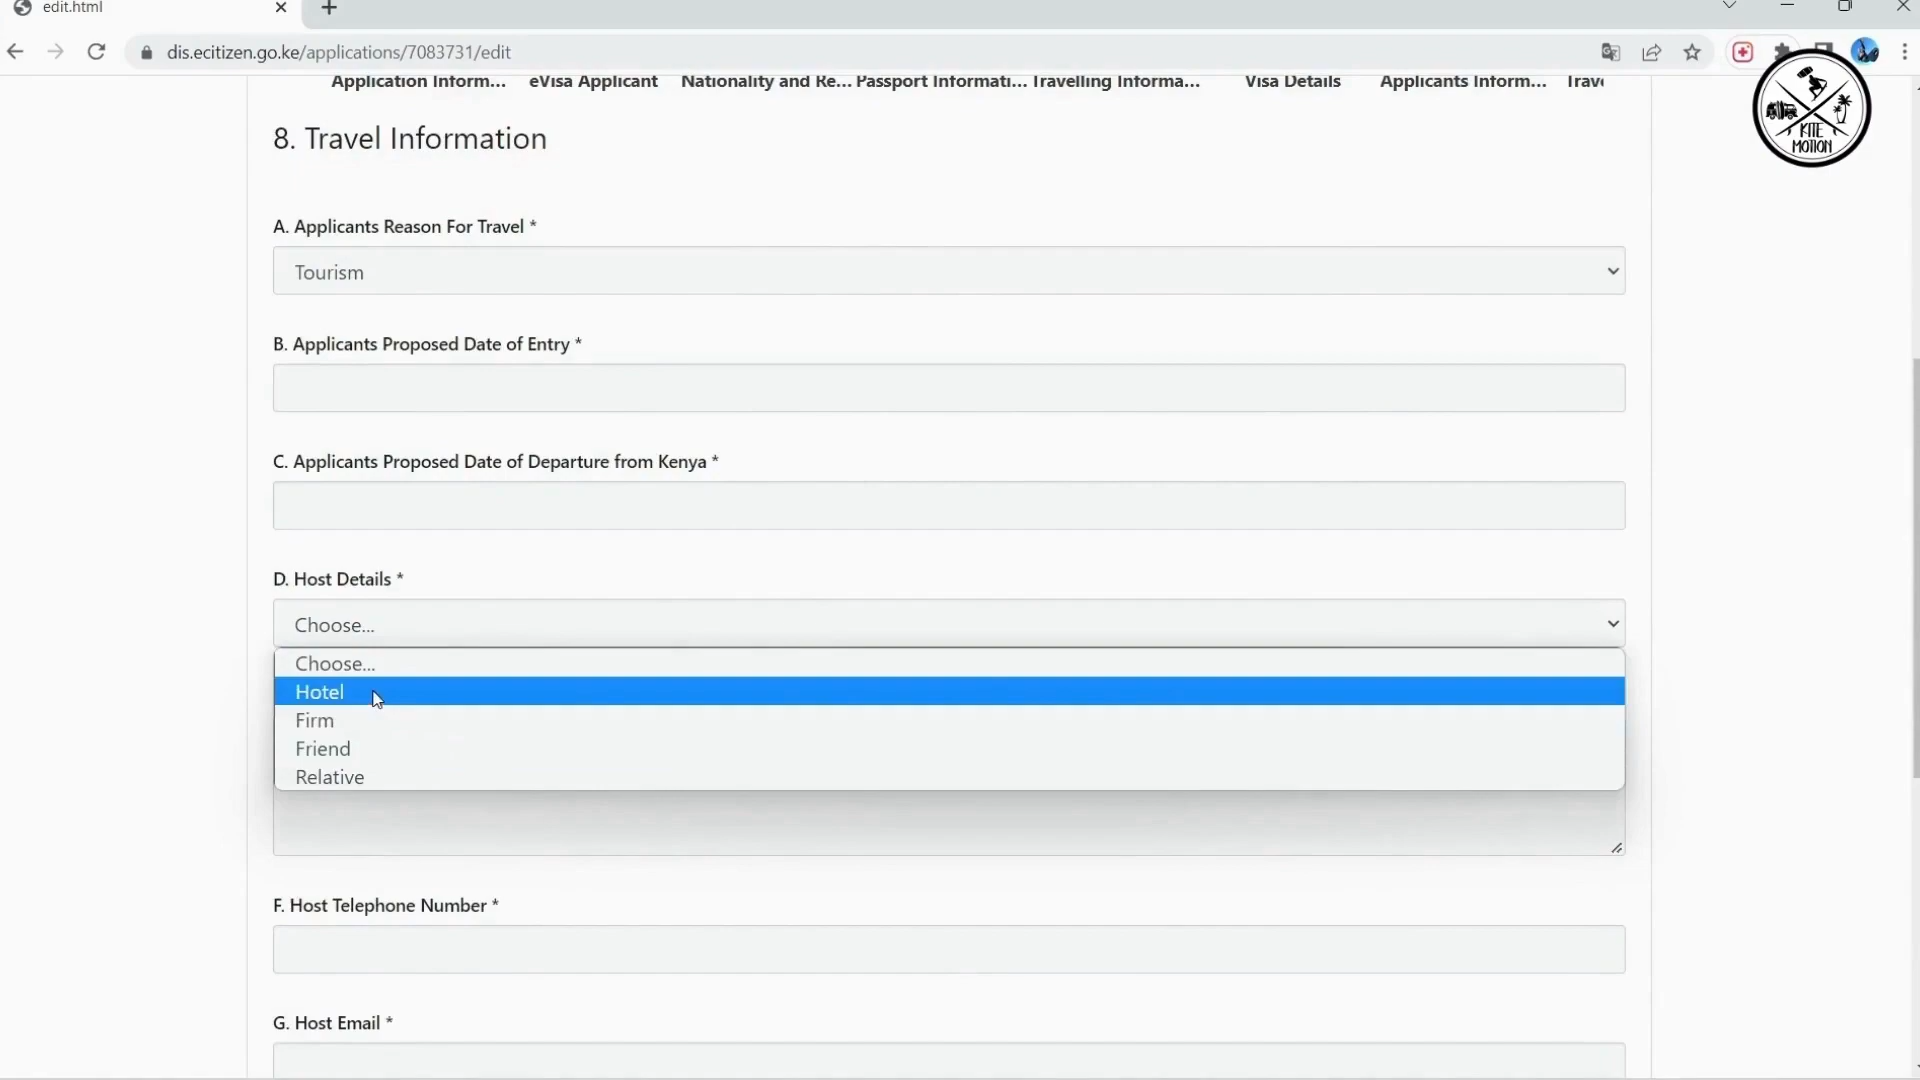 edit.html
dis.ecitizen.go.ke/applications/7083731/edit
Application Inform... eVisa Applicant Nationality and Re... Passport Informati... Travelling Informa... Visa Details Applicants Inform... Trav
KITE
MOTION
8. Travel Information
A. Applicants Reason For Travel *
Tourism
B. Applicants Proposed Date of Entry *
C. Applicants Proposed Date of Departure from Kenya *
D. Host Details *
Choose...
Choose...
Hotel
Firm
Friend
Relative
F. Host Telephone Number *
G. Host Email *